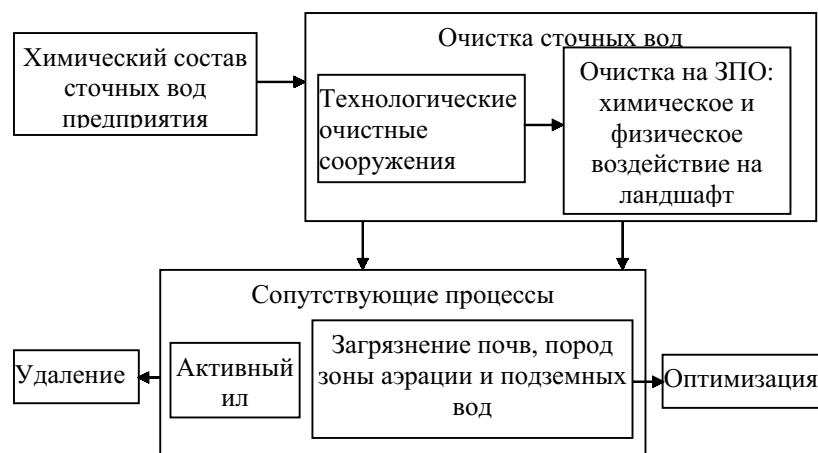 Химический состав
сточных вод
предприятия
Очистка сточных вод
Технологические
очистные
сооружения
Очистка на ЗПО:
химическое и
физическое
воздействие на
ландшафт
Сопутствующие процессы
Удаление
Активный
ил
Загрязнение почв, пород
зоны аэрации и подземных
вод
Оптимизация